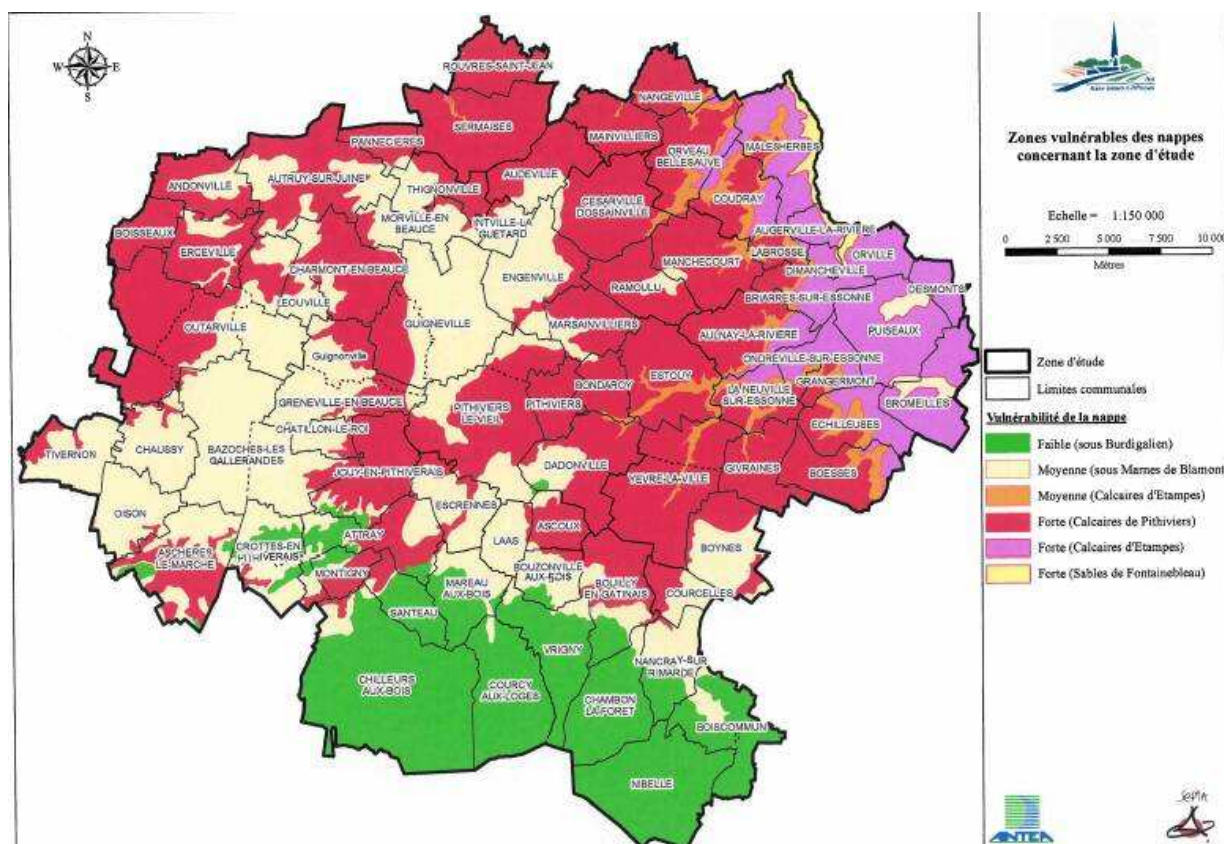 N
W
E
S
ROUVRES-SAINT-JEAN
NANGEVILLE
SERMAISES
MAINVILLIERS
PANNECIERES
ORVEAU
BELLESAUVE
MALESHERBES
ANDONVILLE
AUTRUY-SUR-JUINE
THIGNONVILLE
AUDEVILLE
CESARVILLE
DOSSAINVILLE
COUDRAY
MORVILLE-EN
BEAUCE
INTVILLE-LA
GUETARD
BOISSEAUX
AUGERVILLE-LA-RIVIERE
ERCEVILLE
LABROSSE
ORVILLE
CHARMONT-EN-BEAUCE
ENGENVILLE
MANCHECOURT
DIMANCHEVILLE
RAMOULU
DESMONTS
LEOUVILLE
BRIARRES-SUR-ESSONNE
OUTARVILLE
GUIGNEVILLE
MARSAINVILLIERS
AULNAY-LA-RIVIERE
PUISEAUX
Guignonville
ONDREVILLE-SUR-ESSONNE
ESTOUY
BONDAROY
LA NEUVILLE
SUR-ESSONNE
GRANGERMONT
GRENEVILLE-EN-BEAUCE
PITHIVIERS
LE-VIEIL
PITHIVIERS
BROMEILLES
CHATILLON-LE-ROI
ECHILLEUSES
TIVERNON
CHAUSSY
BAZOCHES-LES
GALLERANDES
JOUY-EN-PITHIVERAIS
DADONVILLE
YEVRE-LA-VILLE
GIVRAINES
BOESSES
OISON
ESCRENNES
ASCOUX
ATTRAY
LAAS
BOYNES
ASCHERES
LE-MARCHE
CROTTES-EN
PITHIVERAIS
MONTIGNY
MAREAU
AUX-BOIS
BOUZONVILLE
AUX-BOIS
BOUILLY
EN-GATINAIS
COURCELLES
SANTEAU
VRIGNY
NANCRAY-SUR
RIMARDE
CHILLEURS
AUX-BOIS
COURCY
AUX-LOGES
CHAMBON
LA-FORET
BOISCOMMUN
NIBELLE
Zones vulnérables des nappes
concernant la zone d'étude
Echelle = 1:150 000
0 2 500 5 000 7 500 10 000
Mètres
Zone d'étude
Limites communales
Vulnérabilité de la nappe
Faible (sous Burdigalien)
Moyenne (sous Marnes de Blamont
Moyenne (Calcaires d'Etampes)
Forte (Calcaires de Pithiviers)
Forte (Calcaires d'Etampes)
Forte (Sables de Fontainebleau)
ANTEA